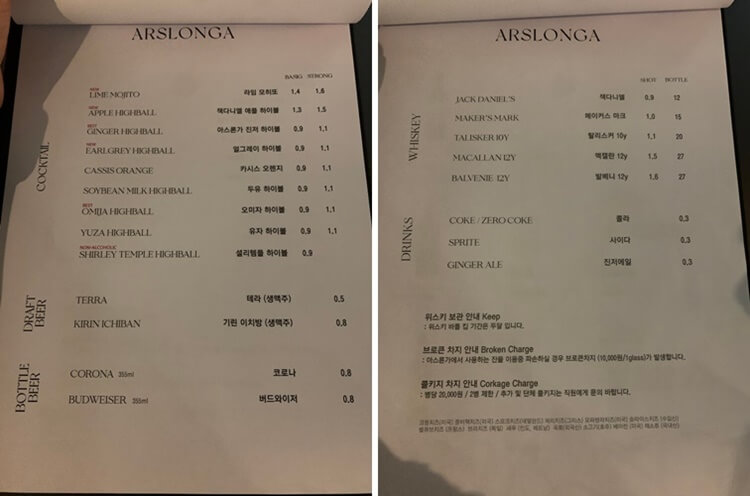 ARSLONGA
BASIG STRONG
COCKTAIL
NEW
LIME MOJITO 라임 모히또 1,4 1,6
NEW
APPLE HIGHBALL 잭다니엘 애플 하이볼 1,3 1,5
BEST
GINGER HIGHBALL 아스론가 진저 하이볼 0,9 1,1
NEW
EARLGREY HIGHBALL 얼그레이 하이볼 0,9 1,1
CASSIS ORANGE 카시스 오렌지 0,9 1,1
SOYBEAN MILK HIGHBALL 두유 하이볼 0,9 1,1
BEST
OMIJA HIGHBALL 오미자 하이볼 0,9 1,1
YUZA HIGHBALL 유자 하이볼 0,9 1,1
NON-ALCOHOLIC
SHIRLEY TEMPLE HIGHBALL 셜리템플 하이볼 0,9
DRAFT BEER
TERRA 테라 (생맥주) 0,5
KIRIN ICHIBAN 기린 이치방 (생맥주) 0,8
BOTTLE BEER
CORONA 355ml 코로나 0,8
BUDWEISER 355ml 버드와이저 0,8
ARSLONGA
SHOT BOTTLE
WHISKEY
JACK DANIEL'S 잭다니엘 0,9 12
MAKER'S MARK 메이커스 마크 1,0 15
TALISKER 10Y 탈리스커 10y 1,1 20
MACALLAN 12Y 맥캘란 12y 1,5 27
BALVENIE 12Y 발베니 12y 1,6 27
DRINKS
COKE / ZERO COKE 콜라 0,3
SPRITE 사이다 0,3
GINGER ALE 진저에일 0,3
위스키 보관 안내 Keep
: 위스키 바틀 킵 기간은 두달 입니다.
브로큰 차지 안내 Broken Charge
: 아스론가에서 사용하는 잔을 이용중 파손하실 경우 브로큰차지 (10,000원/1glass)가 발생합니다.
콜키지 차지 안내 Corkage Charge
: 병당 20,000원 / 2병 제한 / 추가 및 단체 콜키지는 직원에게 문의 바랍니다.